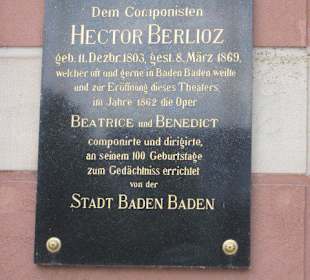 Dem Componisten
HECTOR BERLIOZ
geb. 11. Dezbr. 1803, gest. 8. März 1869,
welcher oft und gerne in Baden Baden weilte
und zur Eröffnung dieses Theaters
im Jahre 1862 die Oper
BEATRICE und BENEDICT
componirte und dirigirte,
an seinem 100 Geburtstage
zum Gedächtniss errichtet
von der
STADT BADEN BADEN